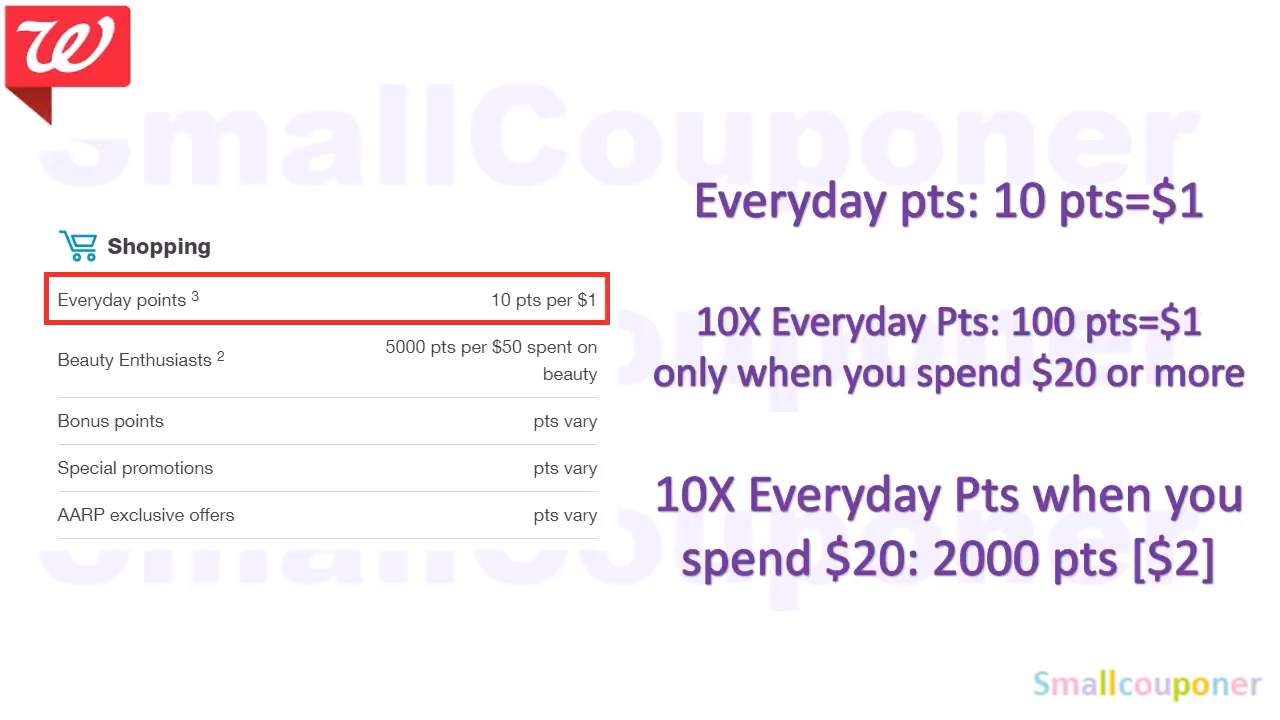 SmallCouponer
Everyday pts: 10 pts=$1
Shopping
Everyday points 3
10 pts per $1
Beauty Enthusiasts 2
5000 pts per $50 spent on
beauty
Bonus points
pts vary
Special promotions
pts vary
AARP exclusive offers
pts vary
10X Everyday Pts: 100 pts=$1
only when you spend $20 or more
10X Everyday Pts when you
spend $20: 2000 pts [$2]
SmallCouponer
Smallcouponer